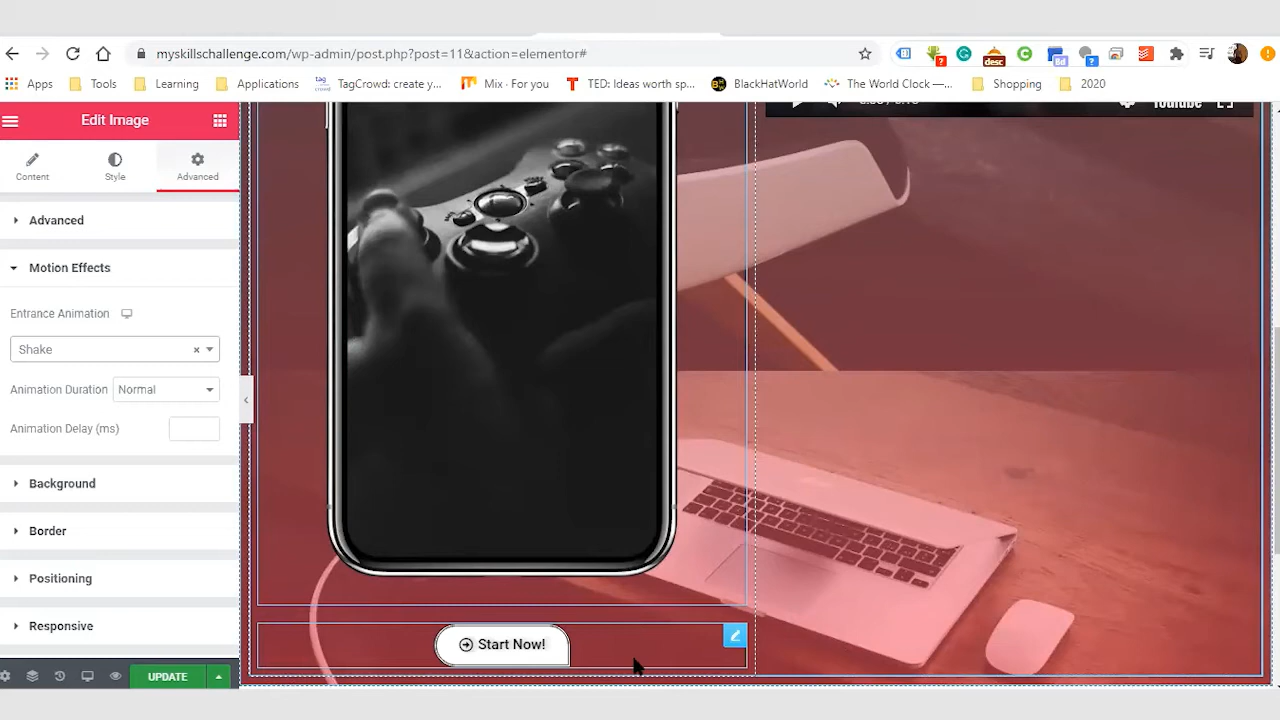 myskillschallenge.com/wp-admin/post.php?post=11&action=elementor#
Apps
Tools
Learning
Applications
TagCrowd: create y...
Mix · For you
TED: Ideas worth sp...
BlackHatWorld
The World Clock —...
Shopping
2020
desc
8d
Edit Image
Content
Style
Advanced
Advanced
Motion Effects
Entrance Animation
Shake
Animation Duration
Normal
Animation Delay (ms)
Background
Border
Positioning
Responsive
UPDATE
YouTube
Start Now!